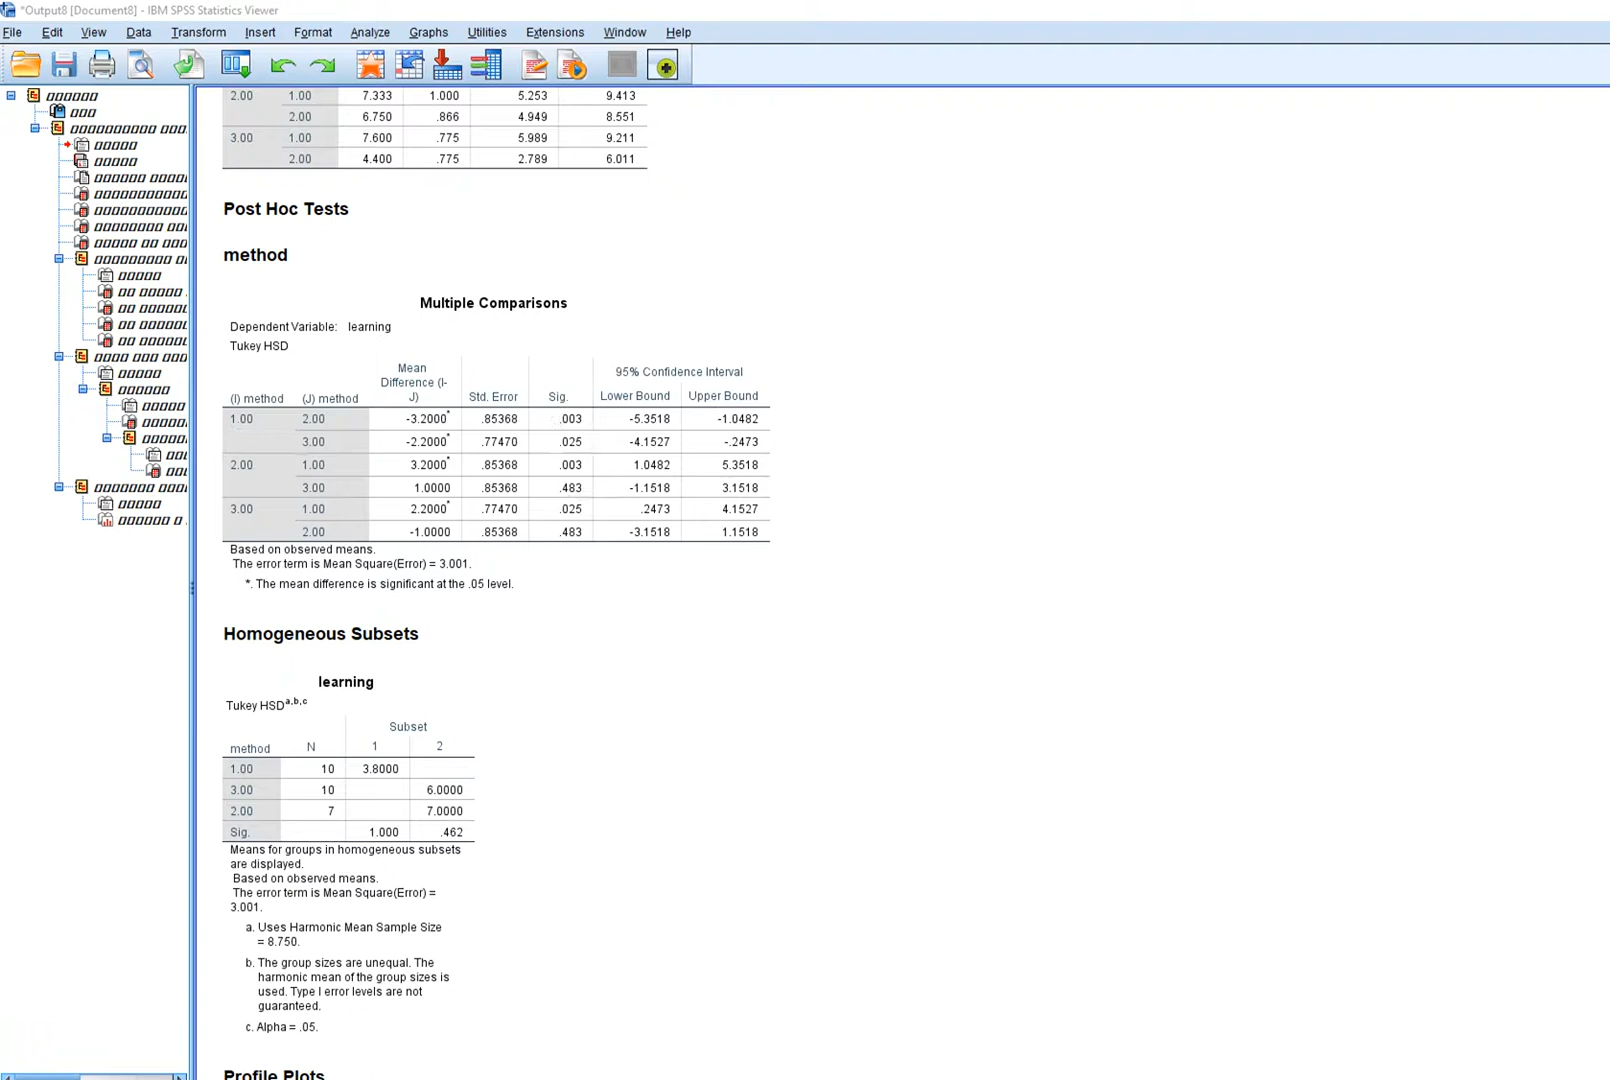 *Output8 [Document8] - IBM SPSS Statistics Viewer
File Edit View Data Transform Insert Format Analyze Graphs Utilities Extensions Window Help
2.00 1.00 7.333 1.000 5.253 9.413
2.00 6.750 .866 4.949 8.551
3.00 1.00 7.600 .775 5.989 9.211
2.00 4.400 .775 2.789 6.011
Post Hoc Tests
method
Multiple Comparisons
Dependent Variable: learning
Tukey HSD
(I) method (J) method Mean Difference (I-J) Std. Error Sig. 95% Confidence Interval
Lower Bound Upper Bound
1.00 2.00 -3.2000* .85368 .003 -5.3518 -1.0482
3.00 -2.2000* .77470 .025 -4.1527 -.2473
2.00 1.00 3.2000* .85368 .003 1.0482 5.3518
3.00 1.0000 .85368 .483 -1.1518 3.1518
3.00 1.00 2.2000* .77470 .025 .2473 4.1527
2.00 -1.0000 .85368 .483 -3.1518 1.1518
Based on observed means.
The error term is Mean Square(Error) = 3.001.
*. The mean difference is significant at the .05 level.
Homogeneous Subsets
learning
Tukey HSDa,b,c
Subset
method N 1 2
1.00 10 3.8000
3.00 10 6.0000
2.00 7 7.0000
Sig. 1.000 .462
Means for groups in homogeneous subsets
are displayed.
Based on observed means.
The error term is Mean Square(Error) =
3.001.
a. Uses Harmonic Mean Sample Size
= 8.750.
b. The group sizes are unequal. The
harmonic mean of the group sizes is
used. Type I error levels are not
guaranteed.
c. Alpha = .05.
Profile Plots